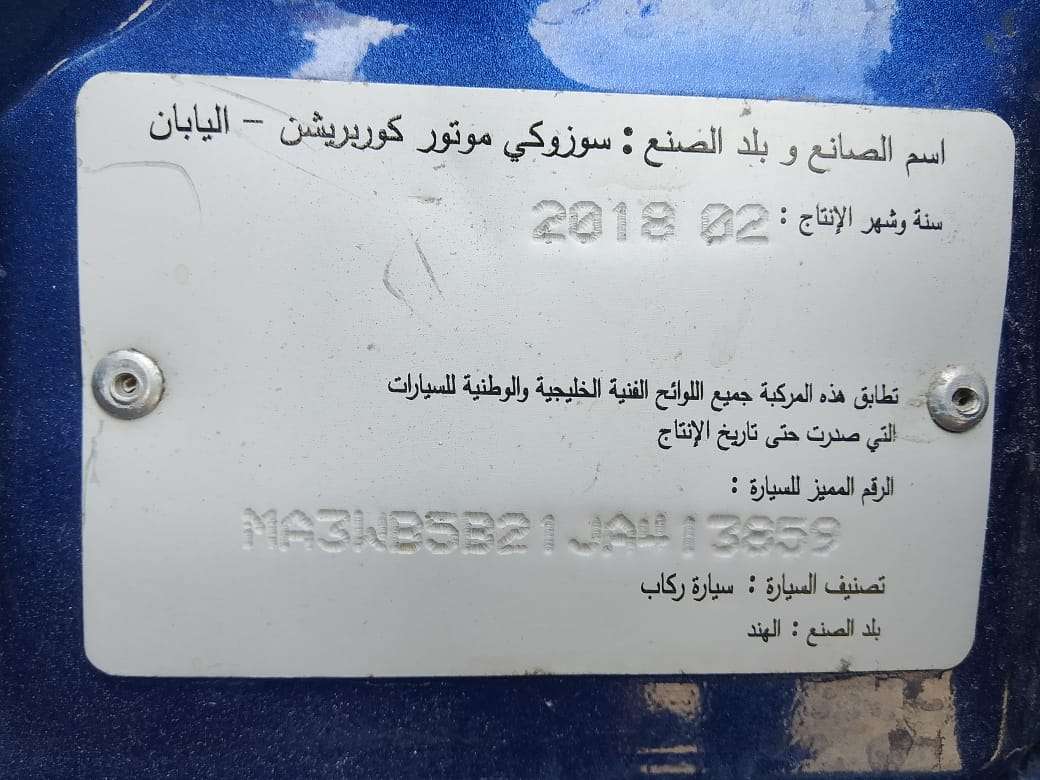 اسم الصانع و بلد الصنع : سوزوكي موتور كوربريشن - اليابان
سنة وشهر الإنتاج : 2018 02
تطابق هذه المركبة جميع اللوائح الفنية الخليجية والوطنية للسيارات
التي صدرت حتى تاريخ الإنتاج
الرقم المميز للسيارة :
MA3WB5B21JA413859
تصنيف السيارة : سيارة ركاب
بلد الصنع : الهند